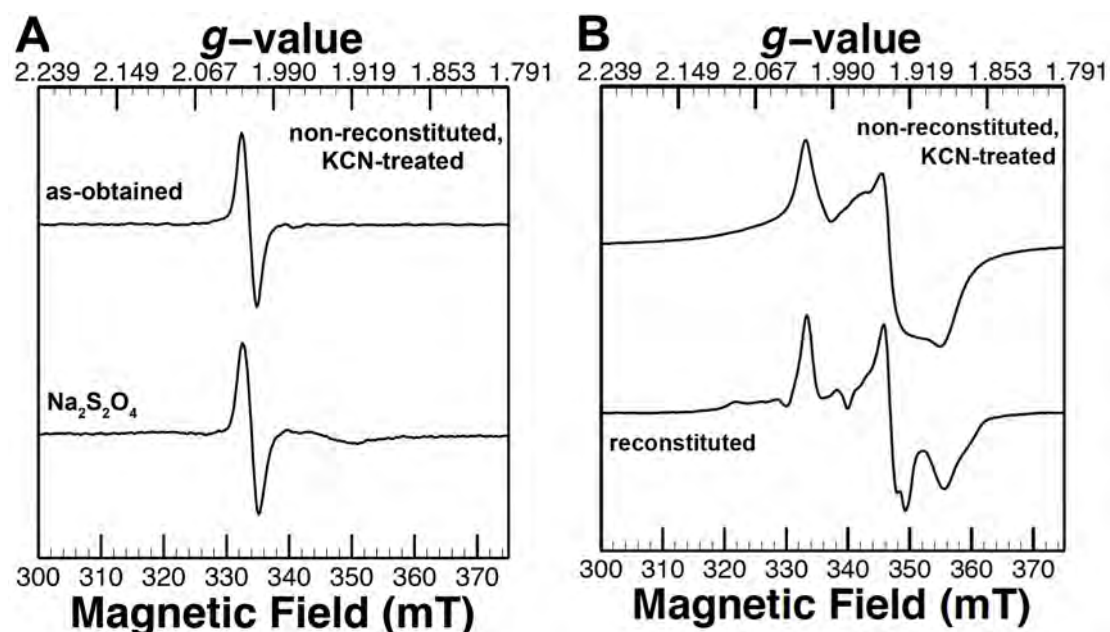 A
g–value
2.239 2.149 2.067 1.990 1.919 1.853 1.791
non-reconstituted,
KCN-treated
as-obtained
Na₂S₂O₄
300 310 320 330 340 350 360 370
Magnetic Field (mT)
B
g–value
2.239 2.149 2.067 1.990 1.919 1.853 1.791
non-reconstituted,
KCN-treated
reconstituted
300 310 320 330 340 350 360 370
Magnetic Field (mT)